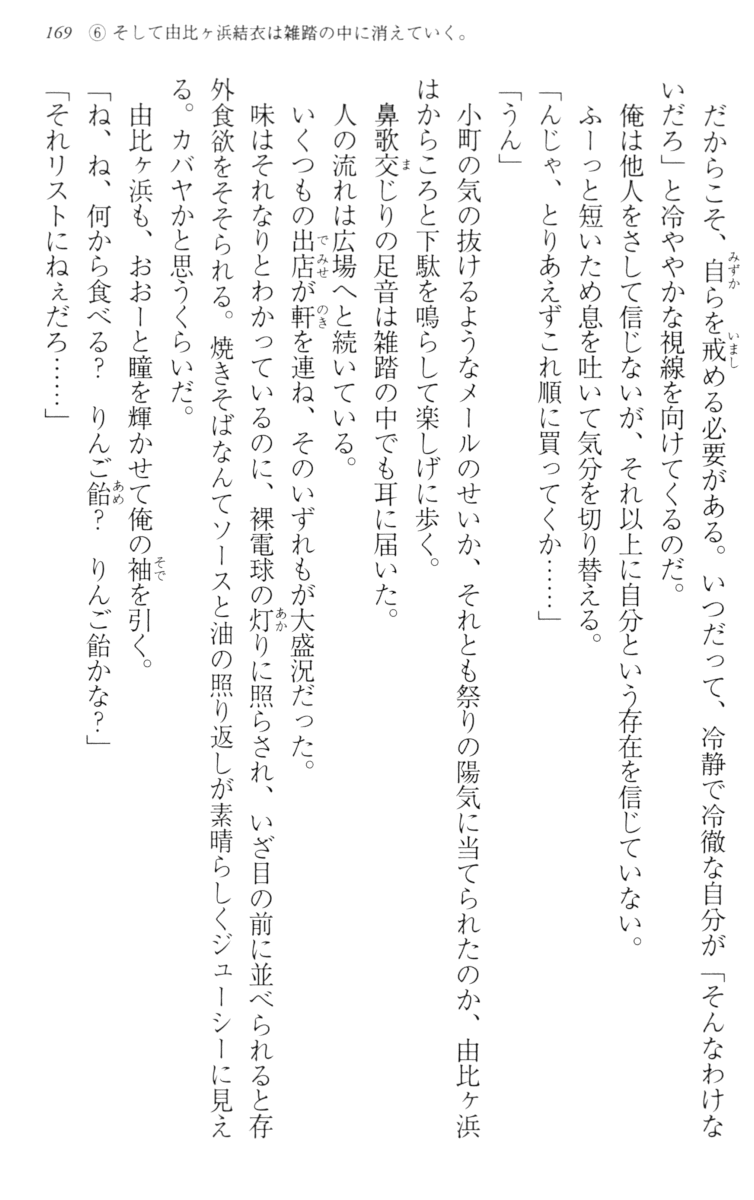 169　⑥ そして由比ヶ浜結衣は雑踏の中に消えていく。
だからこそ、自らを戒める必要がある。いつだって、冷静で冷徹な自分が「そんなわけな
いだろ」と冷ややかな視線を向けてくるのだ。
俺は他人をさして信じないが、それ以上に自分という存在を信じていない。
ふーっと短いため息を吐いて気分を切り替える。
「んじゃ、とりあえずこれ順に買ってくか……」
「うん」
小町の気の抜けるようなメールのせいか、それとも祭りの陽気に当てられたのか、由比ヶ浜
はからころと下駄を鳴らして楽しげに歩く。
鼻歌交じりの足音は雑踏の中でも耳に届いた。
人の流れは広場へと続いている。
いくつもの出店が軒を連ね、そのいずれもが大盛況だった。
味はそれなりとわかっているのに、裸電球の灯りに照らされ、いざ目の前に並べられると存
外食欲をそそられる。焼きそばなんてソースと油の照り返しが素晴らしくジューシーに見え
る。カバヤかと思うくらいだ。
由比ヶ浜も、おおーと瞳を輝かせて俺の袖を引く。
「ね、ね、何から食べる？　りんご飴？　りんご飴かな？」
「それリストにねぇだろ……」